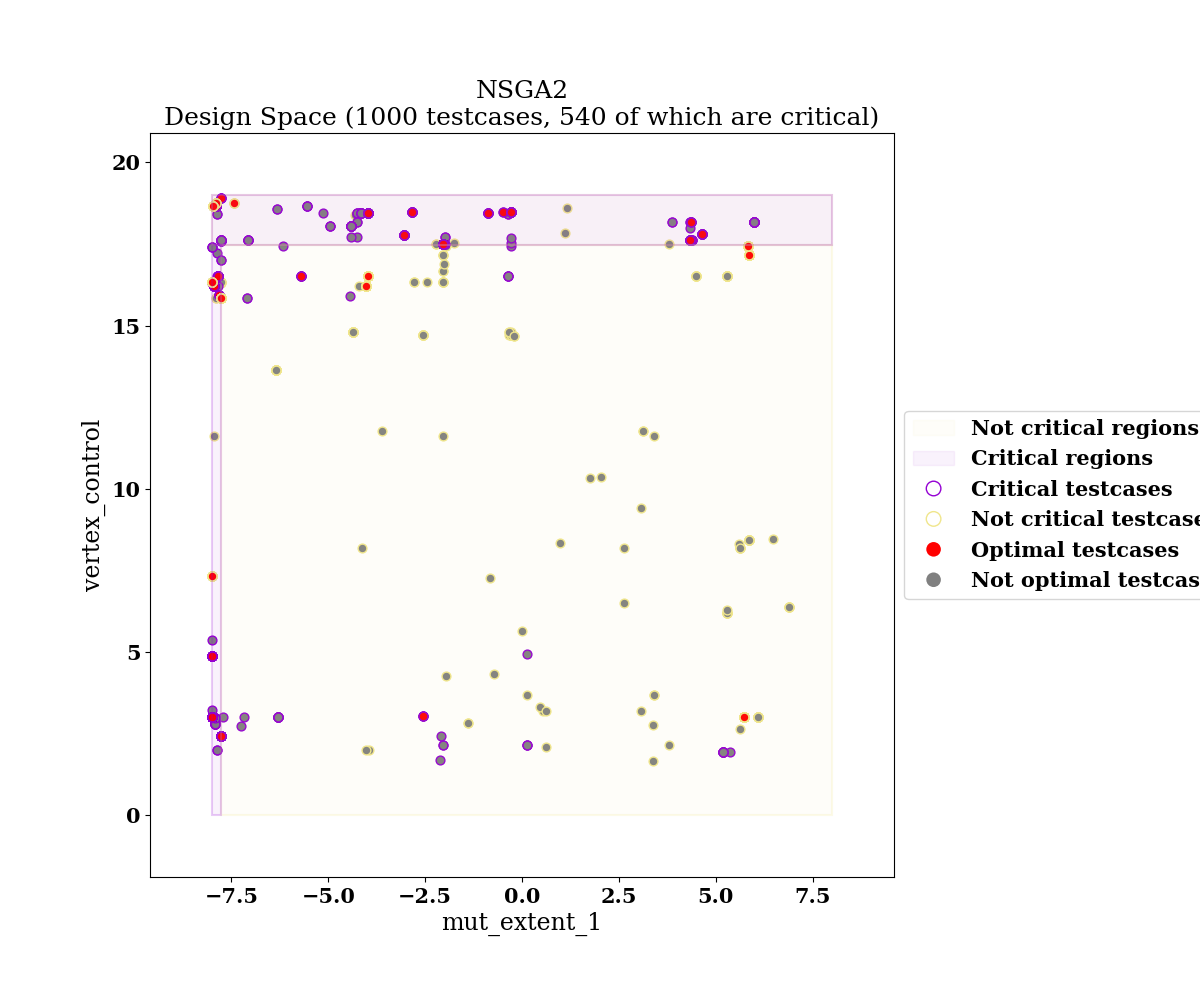 NSGA2
Design Space (1000 testcases, 540 of which are critical)
20
15
10
5
0
vertex_control
−7.5 −5.0 −2.5 0.0 2.5 5.0 7.5
mut_extent_1
Not critical regions
Critical regions
Critical testcases
Not critical testcase
Optimal testcases
Not optimal testcas